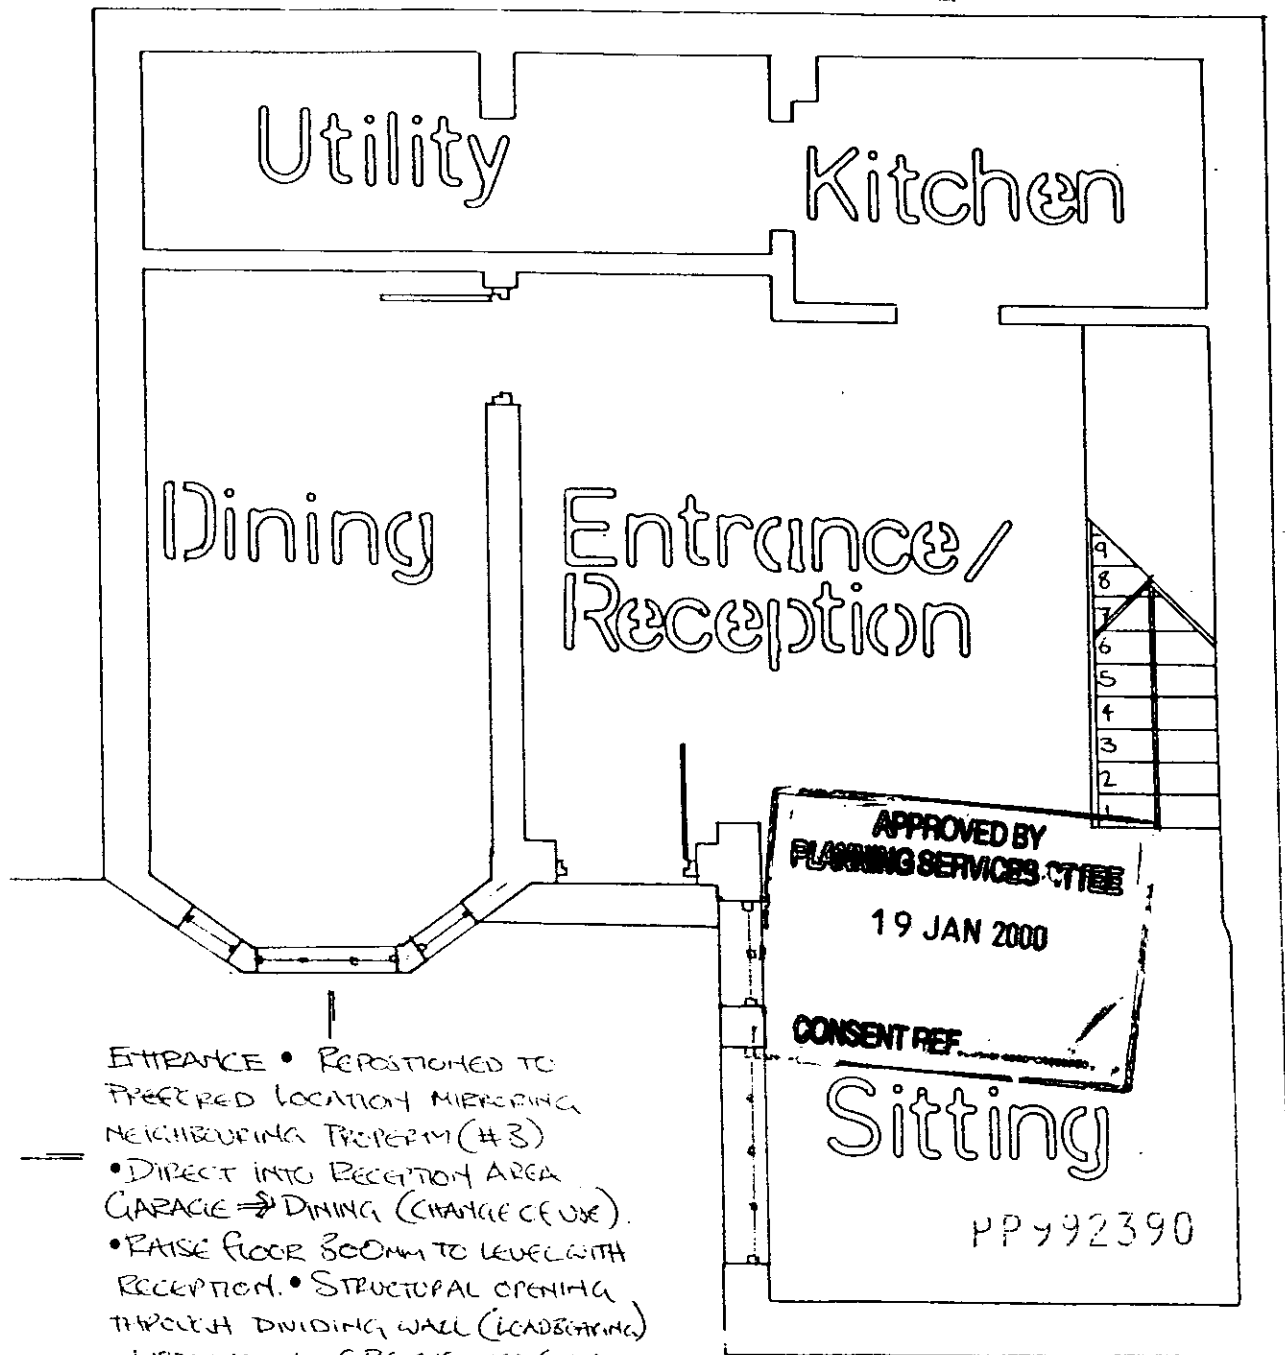 Utility
Kitchen
Dining
Entrance/
Reception
9
8
7
6
5
4
3
2
1
APPROVED BY
PLANNING SERVICES CTTEE
19 JAN 2000
CONSENT REF
Sitting
PP992390
ENTRANCE • REPOSITIONED TO
PREFERRED LOCATION MIRRORING
NEIGHBOURING PROPERTY (#3)
• DIRECT INTO RECEPTION AREA
GARAGE ⇒ DINING (CHANGE OF USE).
• RAISE FLOOR 300MM TO LEVEL WITH
RECEPTION. • STRUCTURAL OPENING
THROUGH DIVIDING WALL (LOADBEARING)